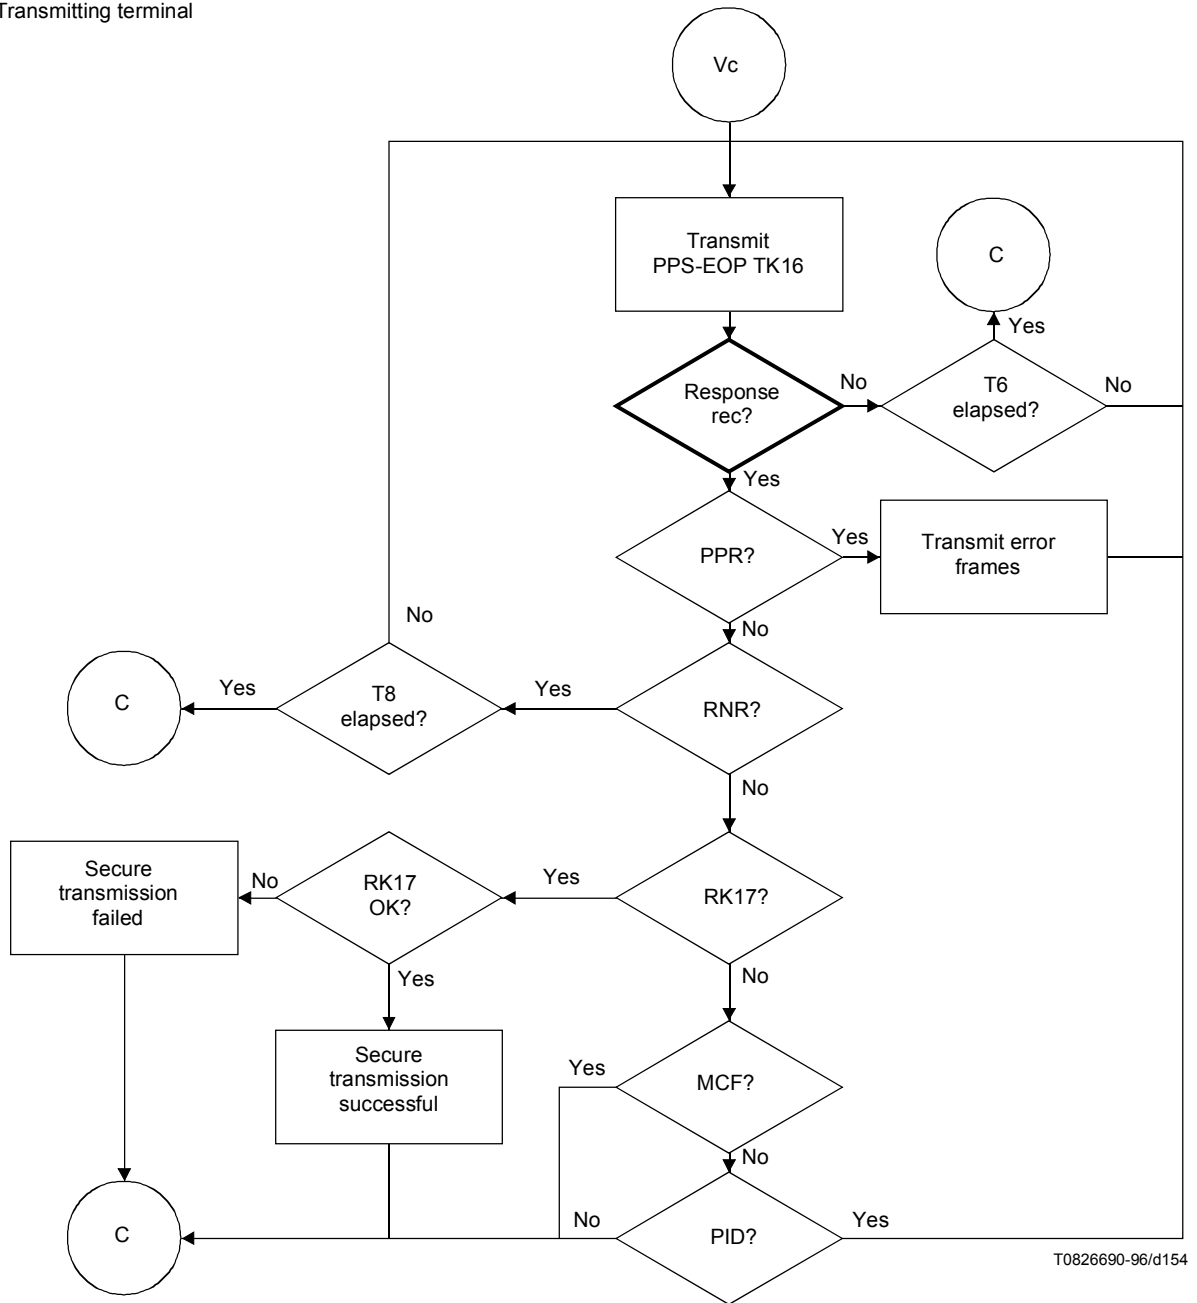 Transmitting terminal
Vc
Transmit
PPS-EOP TK16
C
Yes
Response
rec?
No
T6
elapsed?
No
Yes
PPR?
Yes
Transmit error
frames
No
No
C
Yes
T8
elapsed?
Yes
RNR?
No
Secure
transmission
failed
No
RK17
OK?
Yes
RK17?
Yes
No
Secure
transmission
successful
Yes
MCF?
No
C
No
PID?
Yes
T0826690-96/d154